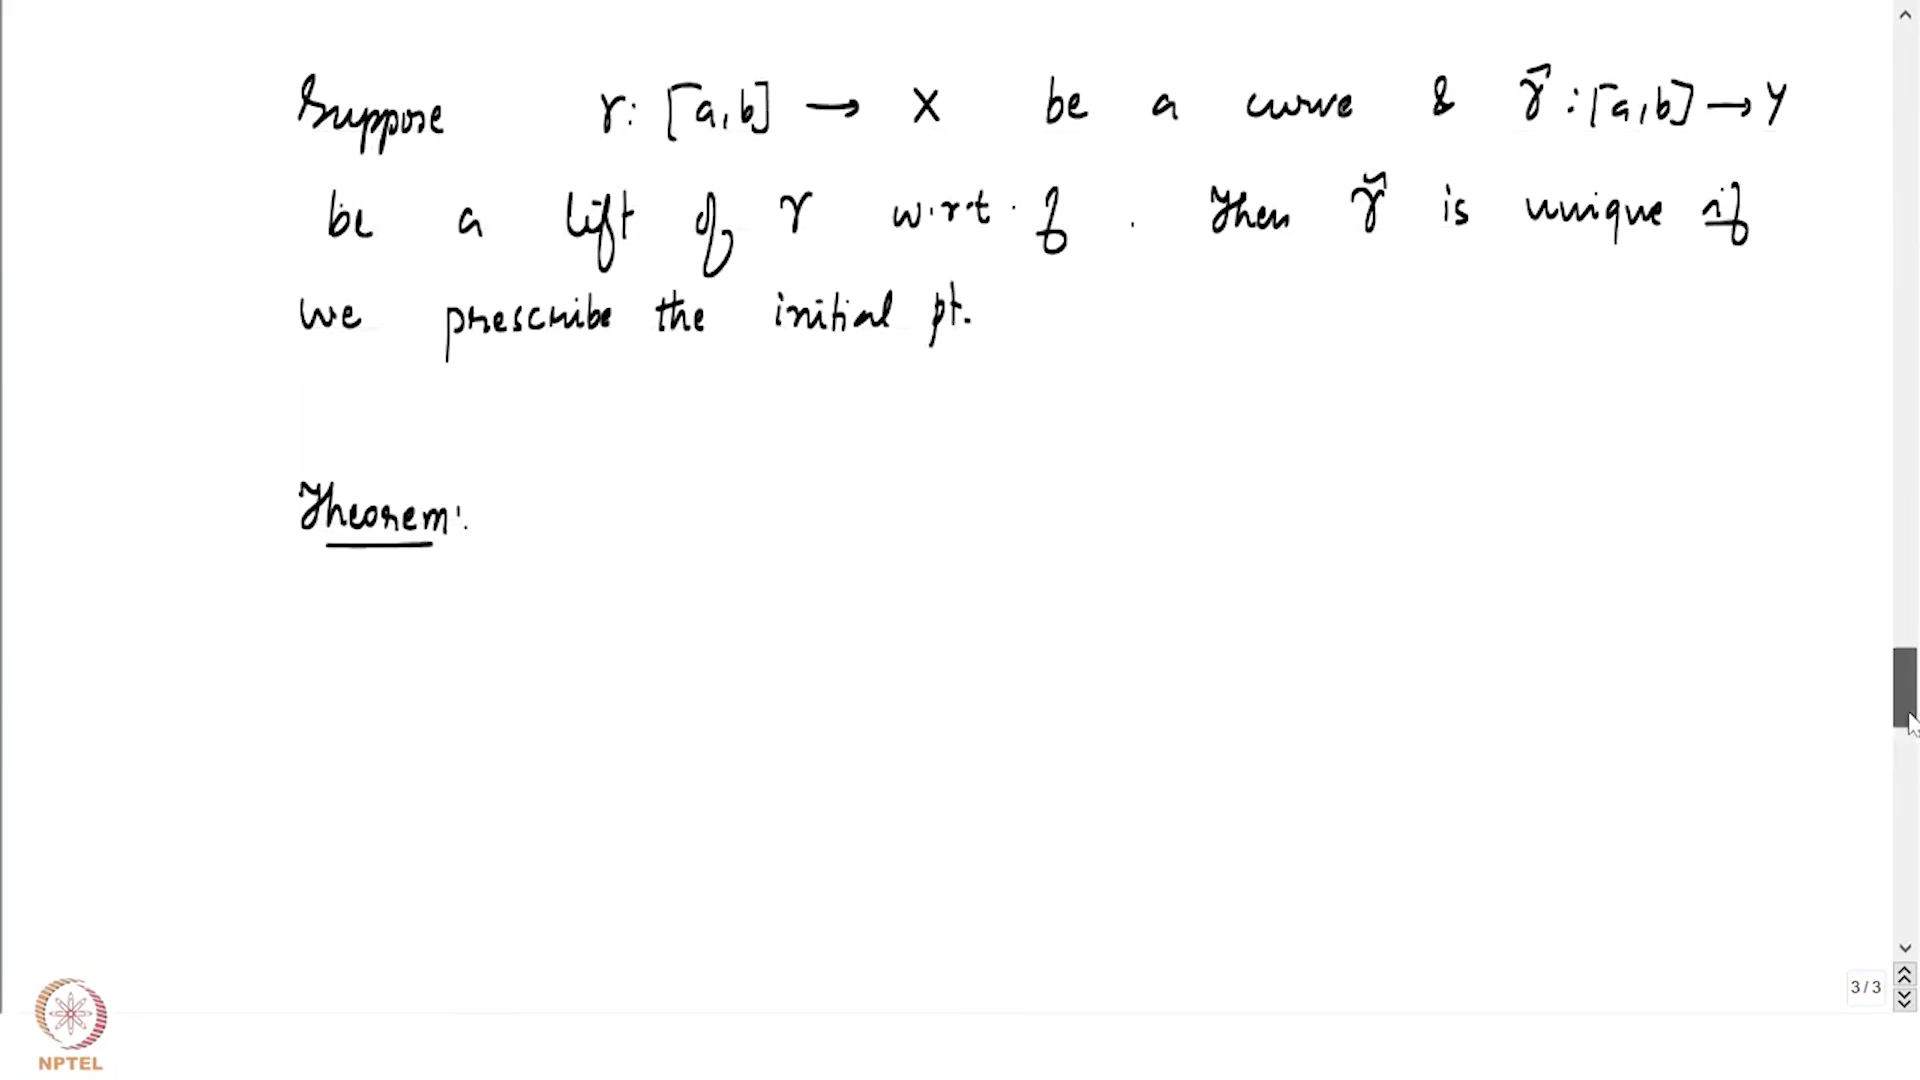 Suppose γ: [a,b] → X be a curve & γ̃ : [a,b] → Y
be a lift of γ w.r.t. f. Then γ̃ is unique if
we prescribe the initial pt.
Theorem:
3 / 3
NPTEL